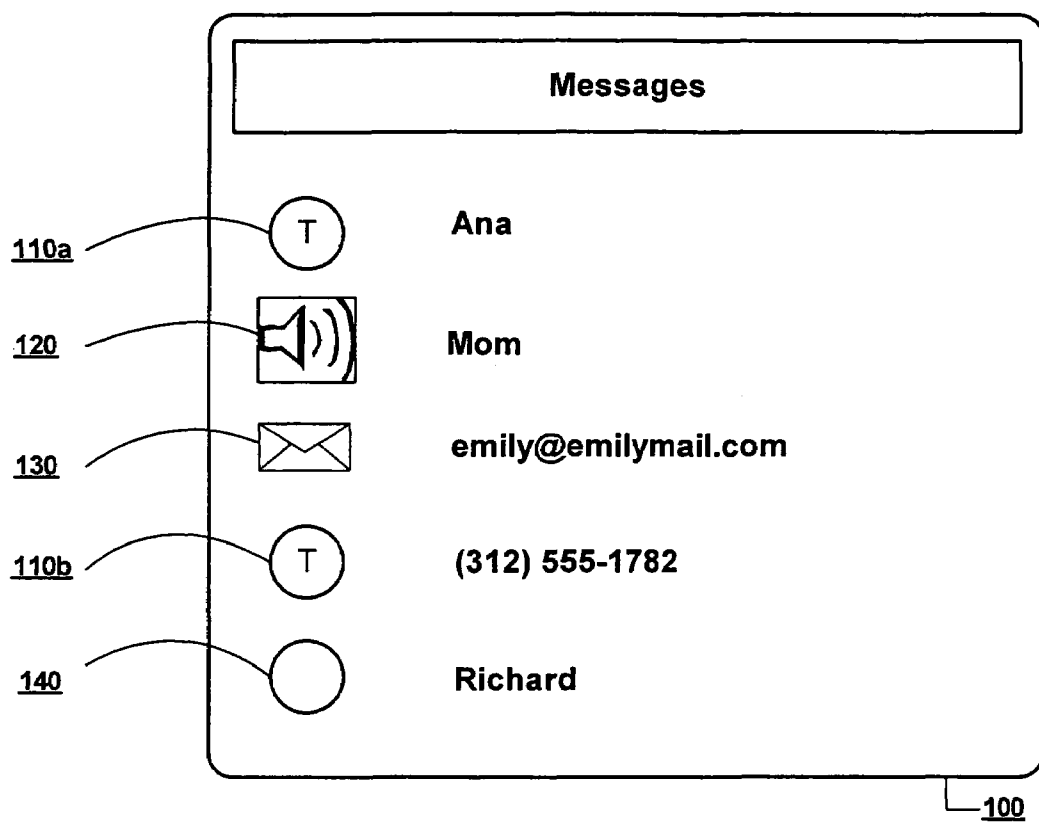 Messages
110a T Ana
120 Mom
130 emily@emilymail.com
110b T (312) 555-1782
140 Richard
100